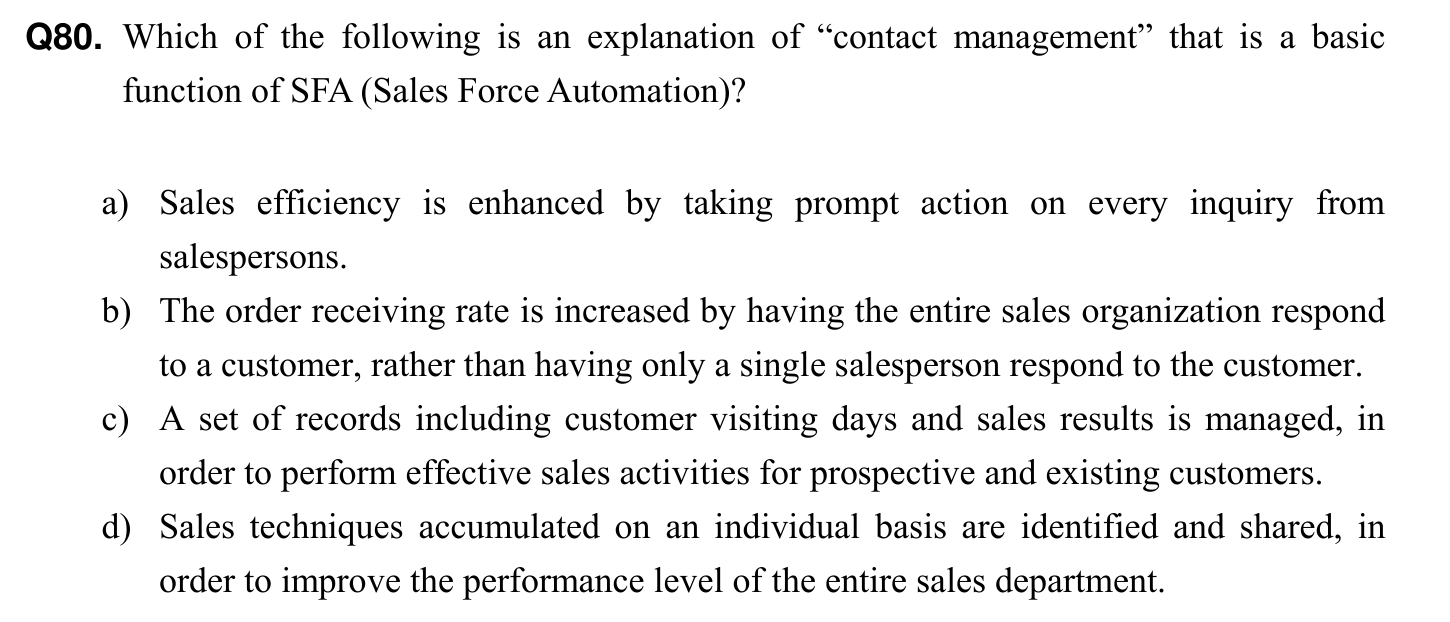 Q80. Which of the following is an explanation of “contact management” that is a basic
function of SFA (Sales Force Automation)?
a) Sales efficiency is enhanced by taking prompt action on every inquiry from
salespersons.
b) The order receiving rate is increased by having the entire sales organization respond
to a customer, rather than having only a single salesperson respond to the customer.
c) A set of records including customer visiting days and sales results is managed, in
order to perform effective sales activities for prospective and existing customers.
d) Sales techniques accumulated on an individual basis are identified and shared, in
order to improve the performance level of the entire sales department.